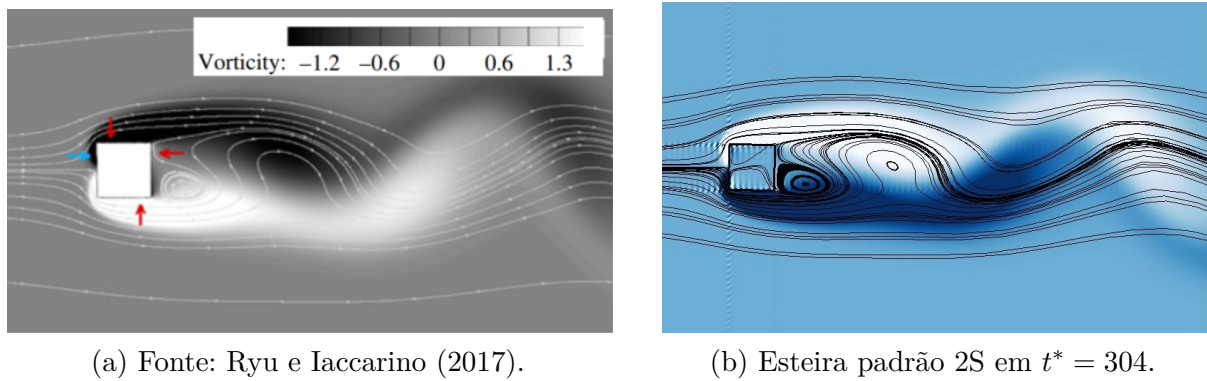 Vorticity: −1.2 −0.6 0 0.6 1.3
(a) Fonte: Ryu e Iaccarino (2017).
(b) Esteira padrão 2S em t* = 304.